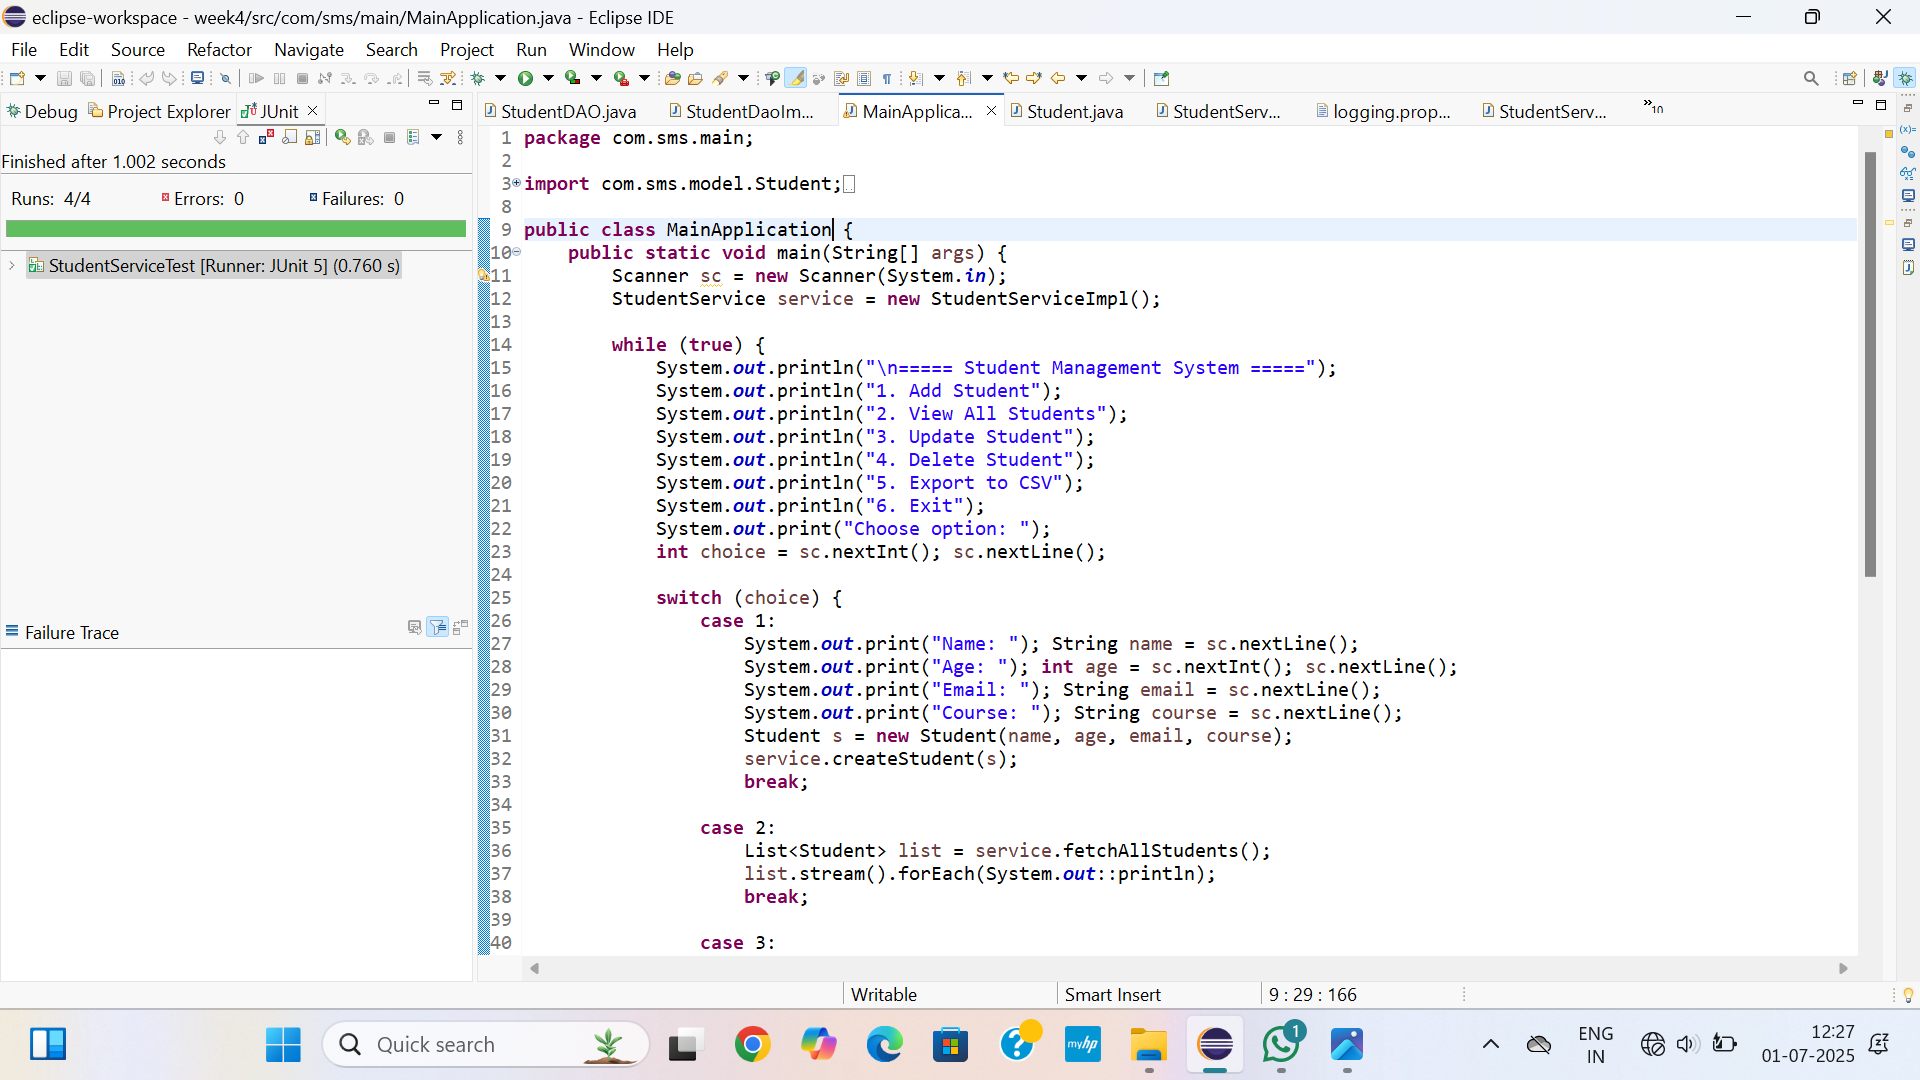 eclipse-workspace - week4/src/com/sms/main/MainApplication.java - Eclipse IDE
File Edit Source Refactor Navigate Search Project Run Window Help
Debug Project Explorer JUnit
Finished after 1.002 seconds
Runs: 4/4 Errors: 0 Failures: 0
StudentServiceTest [Runner: JUnit 5] (0.760 s)
Failure Trace
StudentDAO.java StudentDaoIm... MainApplica... Student.java StudentServ... logging.prop... StudentServ... »10
1 package com.sms.main;
2
3 import com.sms.model.Student;
8
9 public class MainApplication {
10 public static void main(String[] args) {
11 Scanner sc = new Scanner(System.in);
12 StudentService service = new StudentServiceImpl();
13
14 while (true) {
15 System.out.println("\n===== Student Management System =====");
16 System.out.println("1. Add Student");
17 System.out.println("2. View All Students");
18 System.out.println("3. Update Student");
19 System.out.println("4. Delete Student");
20 System.out.println("5. Export to CSV");
21 System.out.println("6. Exit");
22 System.out.print("Choose option: ");
23 int choice = sc.nextInt(); sc.nextLine();
24
25 switch (choice) {
26 case 1:
27 System.out.print("Name: "); String name = sc.nextLine();
28 System.out.print("Age: "); int age = sc.nextInt(); sc.nextLine();
29 System.out.print("Email: "); String email = sc.nextLine();
30 System.out.print("Course: "); String course = sc.nextLine();
31 Student s = new Student(name, age, email, course);
32 service.createStudent(s);
33 break;
34
35 case 2:
36 List<Student> list = service.fetchAllStudents();
37 list.stream().forEach(System.out::println);
38 break;
39
40 case 3:
Writable Smart Insert 9 : 29 : 166
Quick search
myhp
1
ENG
IN
12:27
01-07-2025